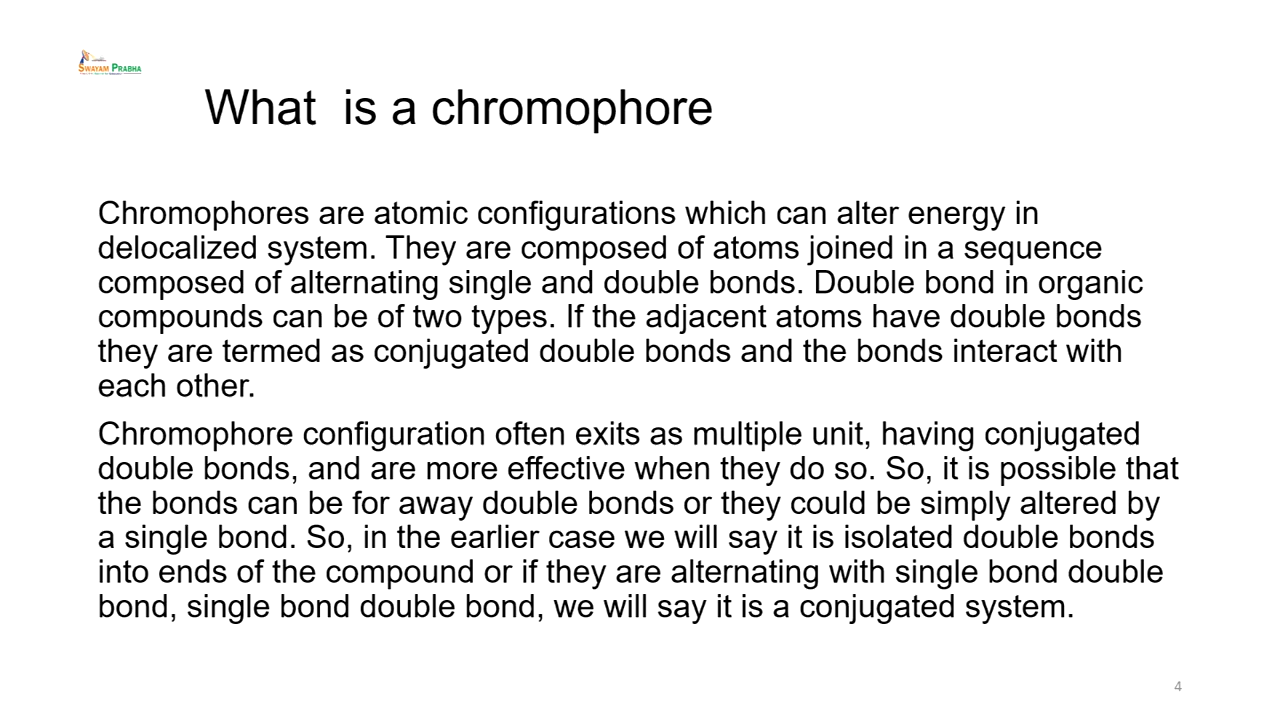 SWAYAM PRABHA
What is a chromophore
Chromophores are atomic configurations which can alter energy in
delocalized system. They are composed of atoms joined in a sequence
composed of alternating single and double bonds. Double bond in organic
compounds can be of two types. If the adjacent atoms have double bonds
they are termed as conjugated double bonds and the bonds interact with
each other.
Chromophore configuration often exits as multiple unit, having conjugated
double bonds, and are more effective when they do so. So, it is possible that
the bonds can be for away double bonds or they could be simply altered by
a single bond. So, in the earlier case we will say it is isolated double bonds
into ends of the compound or if they are alternating with single bond double
bond, single bond double bond, we will say it is a conjugated system.
4